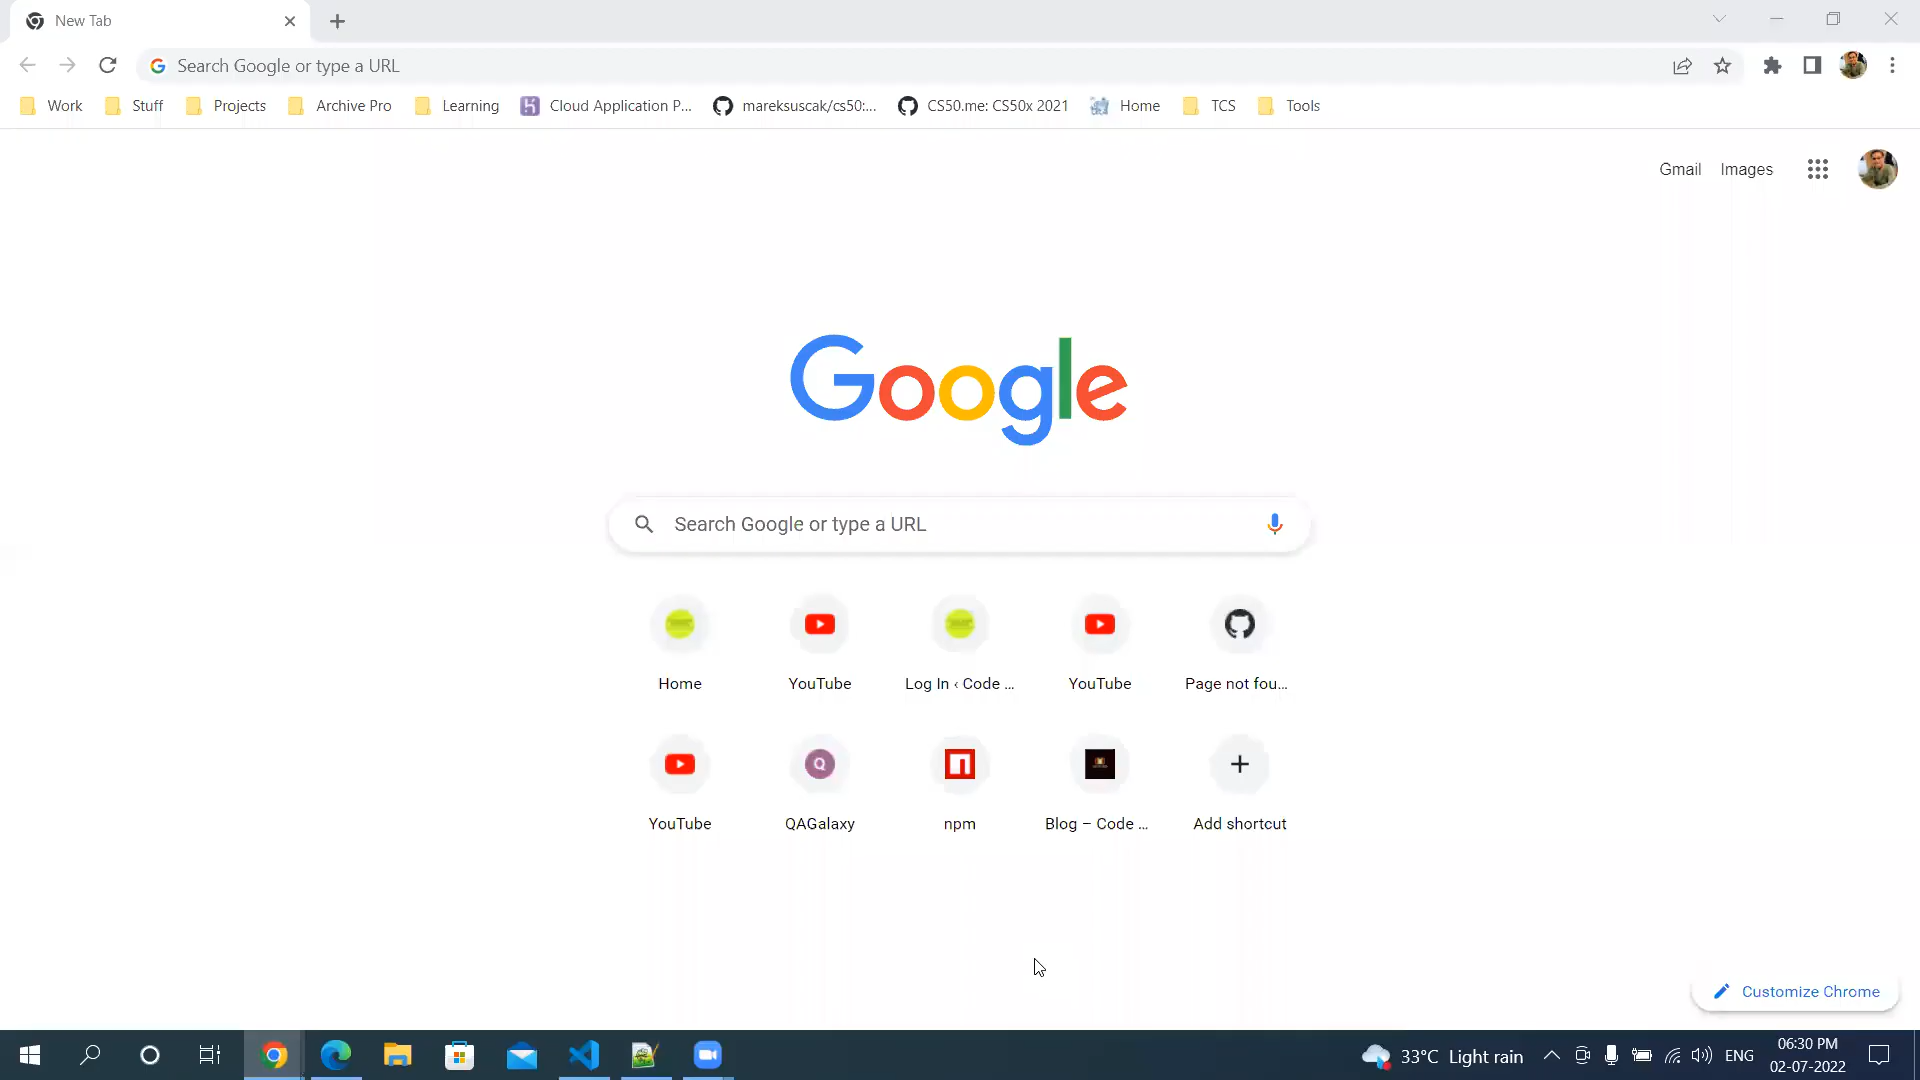 New Tab
Search Google or type a URL
Work Stuff Projects Archive Pro Learning Cloud Application P... mareksuscak/cs50:... CS50.me: CS50x 2021 Home TCS Tools
Gmail Images
Google
Search Google or type a URL
Home YouTube Log In ‹ Code ... YouTube Page not fou...
YouTube QAGalaxy npm Blog – Code ... Add shortcut
Customize Chrome
33°C Light rain ENG 06:30 PM
02-07-2022